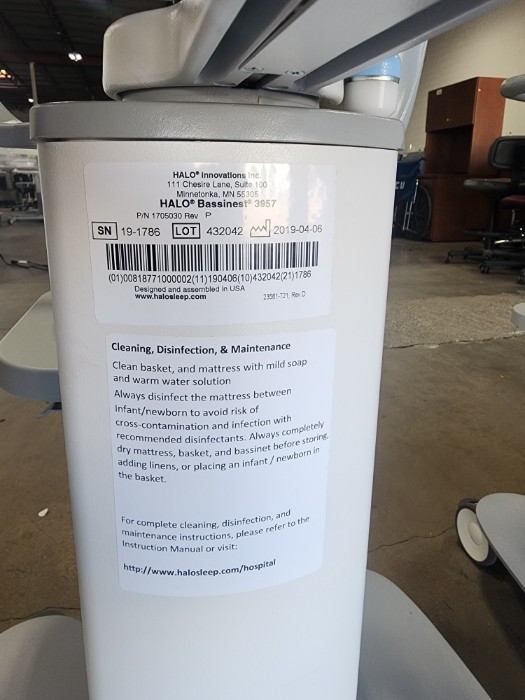 HALO® Innovations Inc.
111 Chesire Lane, Suite 100
Minnetonka, MN 55305
HALO® Bassinest® 3957
P/N 1705030 Rev P
SN 19-1786 LOT 432042 2019-04-06
(01)00818771000002(11)190406(10)432042(21)1786
Designed and assembled in USA
www.halosleep.com
23581-T21, Rev D
Cleaning, Disinfection, & Maintenance
Clean basket, and mattress with mild soap
and warm water solution
Always disinfect the mattress between
Infant/newborn to avoid risk of
cross-contamination and infection with
recommended disinfectants. Always completely
dry mattress, basket, and bassinet before storing,
adding linens, or placing an infant / newborn in
the basket.
For complete cleaning, disinfection, and
maintenance instructions, please refer to the
Instruction Manual or visit:
http://www.halosleep.com/hospital